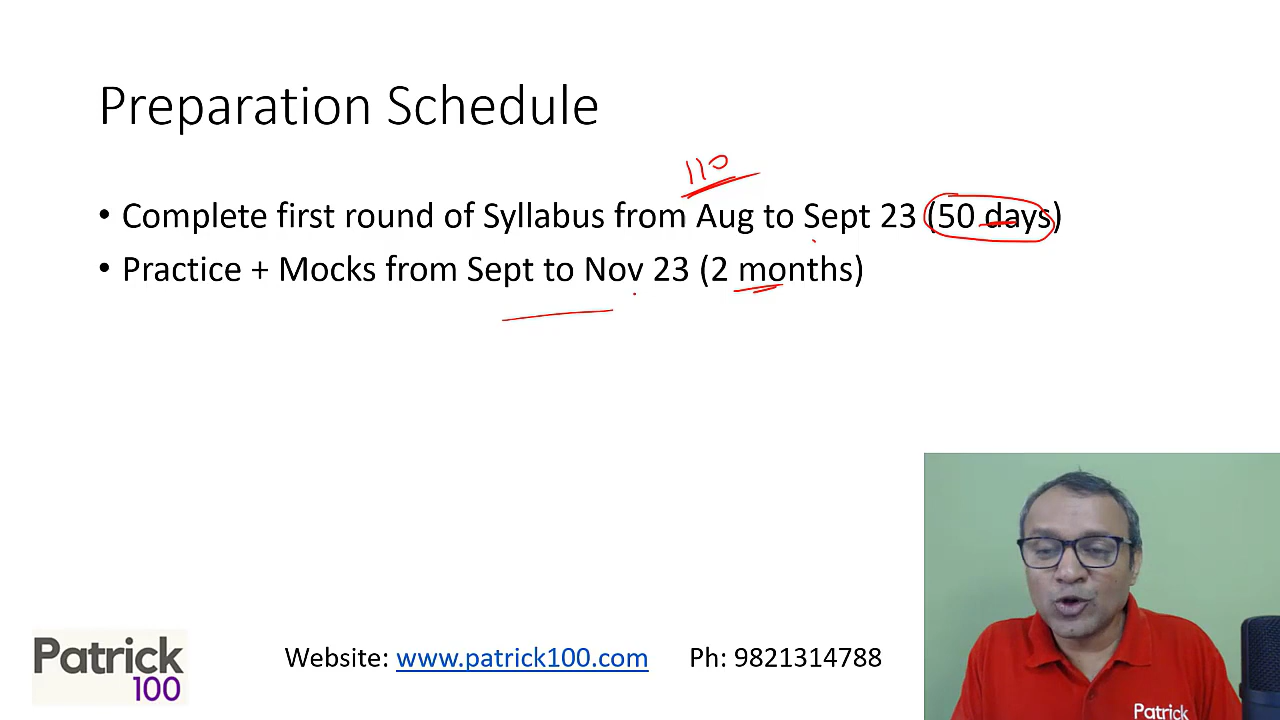 Preparation Schedule
110
• Complete first round of Syllabus from Aug to Sept 23 (50 days)
• Practice + Mocks from Sept to Nov 23 (2 months)
Patrick
100
Website: www.patrick100.com Ph: 9821314788
Patrick